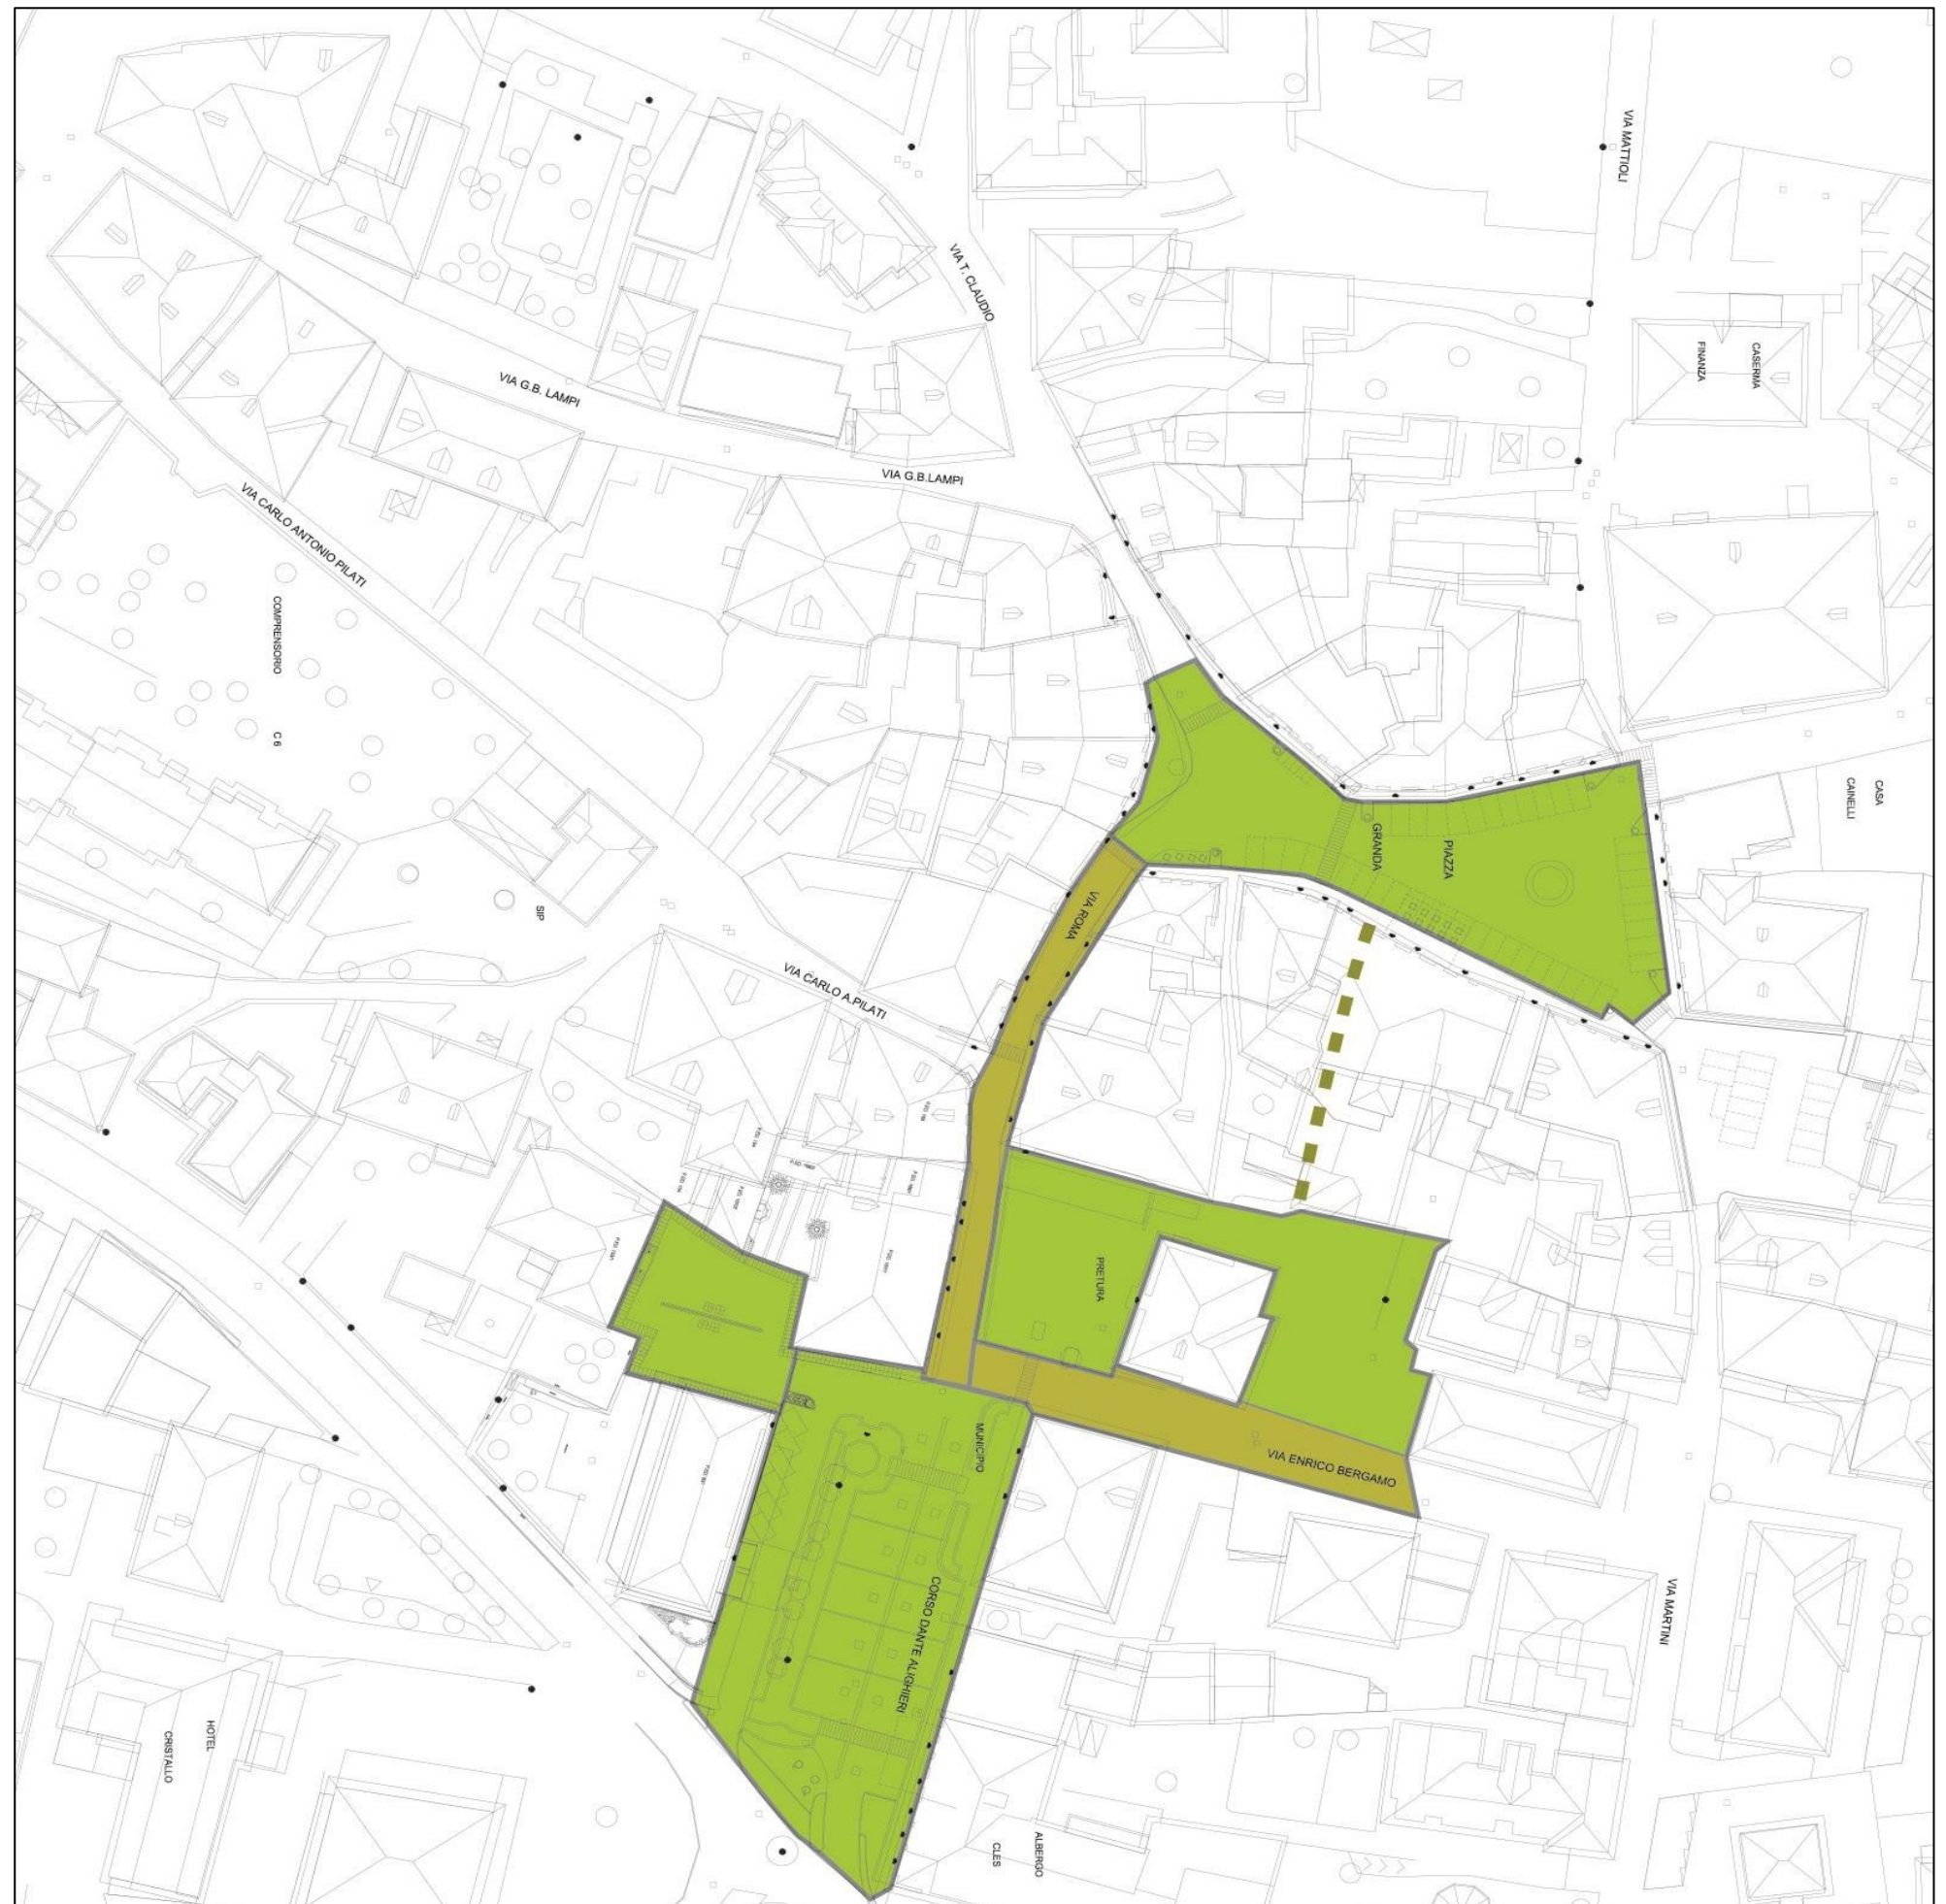 VIA MATTIOLI
VIA T. CLAUDIO
CASERMA
FINANZA
VIA G.B. LAMPI
VIA G.B.LAMPI
VIA CARLO ANTONIO PILATI
COMPRENSORIO
C 6
CASA
CAINELLI
PIAZZA
GRANDA
VIA ROMA
SIP
VIA CARLO A.PILATI
PRETURA
MUNICIPIO
VIA ENRICO BERGAMO
CORSO DANTE ALIGHIERI
VIA MARTINI
HOTEL
CRISTALLO
ALBERGO
CLES